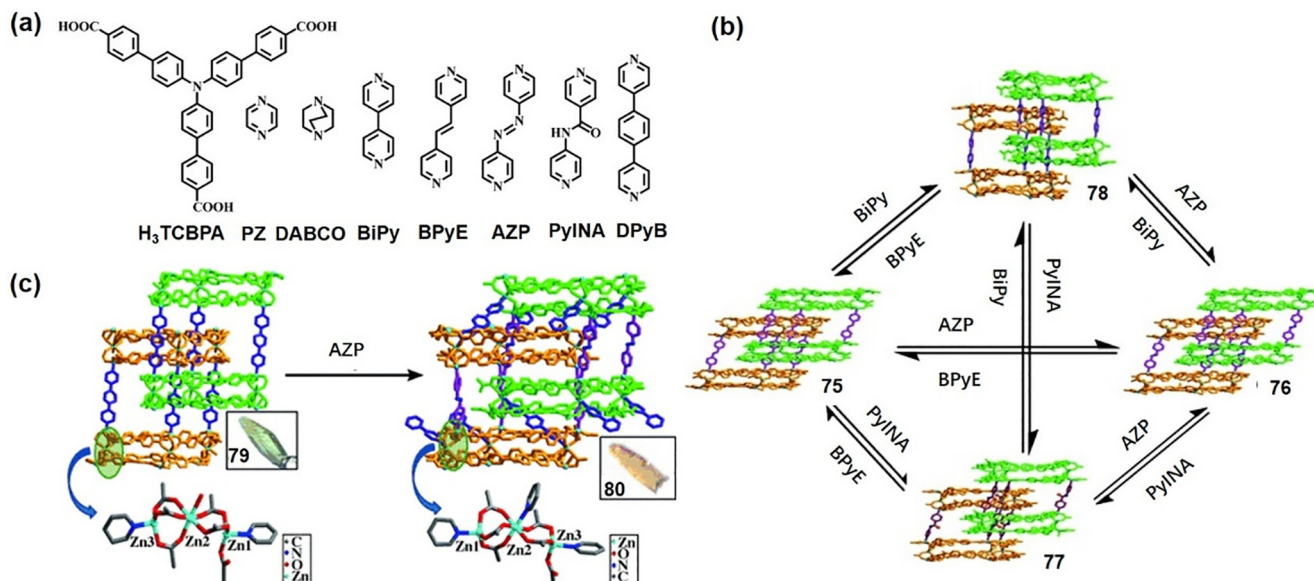 (a)
HOOC
COOH
N
COOH
N
N
N
N
N
N
N
N
N
N
N
N
N
HN
O
N
N
N
H₃TCBPA PZ DABCO BiPy BPyE AZP PyINA DPyB
(b)
78
BiPy
BPyE
AZP
BiPy
BiPy
PyINA
75
AZP
BPyE
76
PyINA
BPyE
AZP
PyINA
77
(c)
AZP
79
80
Zn3 Zn2 Zn1
C
N
O
Zn
Zn1 Zn2 Zn3
Zn
O
N
C